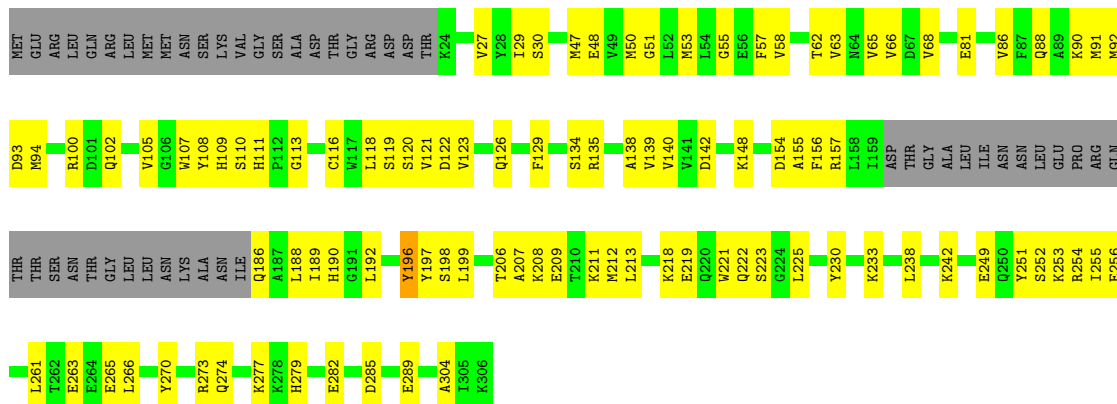 MET GLU ARG LEU GLN ARG LEU MET MET ASN SER LYS VAL GLY SER ALA ASP THR GLY ARG ASP ASP THR K24 V27 Y28 I29 S30 M47 E48 V49 M50 G51 L52 M53 L54 G55 E56 F57 V58 T62 V63 N64 V65 V66 D67 V68 E81 V86 F87 Q88 A89 K90 M91 M92
D93 M94 R100 D101 Q102 V105 G106 W107 Y108 H109 S110 H111 P112 G113 C116 W117 L118 S119 S120 V121 D122 V123 Q126 F129 S134 R135 A138 V139 V140 V141 D142 K148 D154 A155 F156 R157 L158 I159 ASP THR GLY ALA LEU ILE ASN ASN LEU GLU PRO ARG GLN
THR THR SER ASN THR GLY LEU LEU ASN LYS ALA ASN ILE Q186 A187 L188 I189 H190 G191 L192 Y196 Y197 S198 L199 T206 A207 K208 E209 T210 K211 M212 L213 K218 E219 Q220 W221 Q222 S223 G224 L225 Y230 K233 L238 K242 E249 Q250 Y251 S252 K253 R254 I255 E256
L261 T262 E263 E264 E265 L266 Y270 R273 Q274 K277 K278 H279 E282 D285 E289 A304 I305 K306